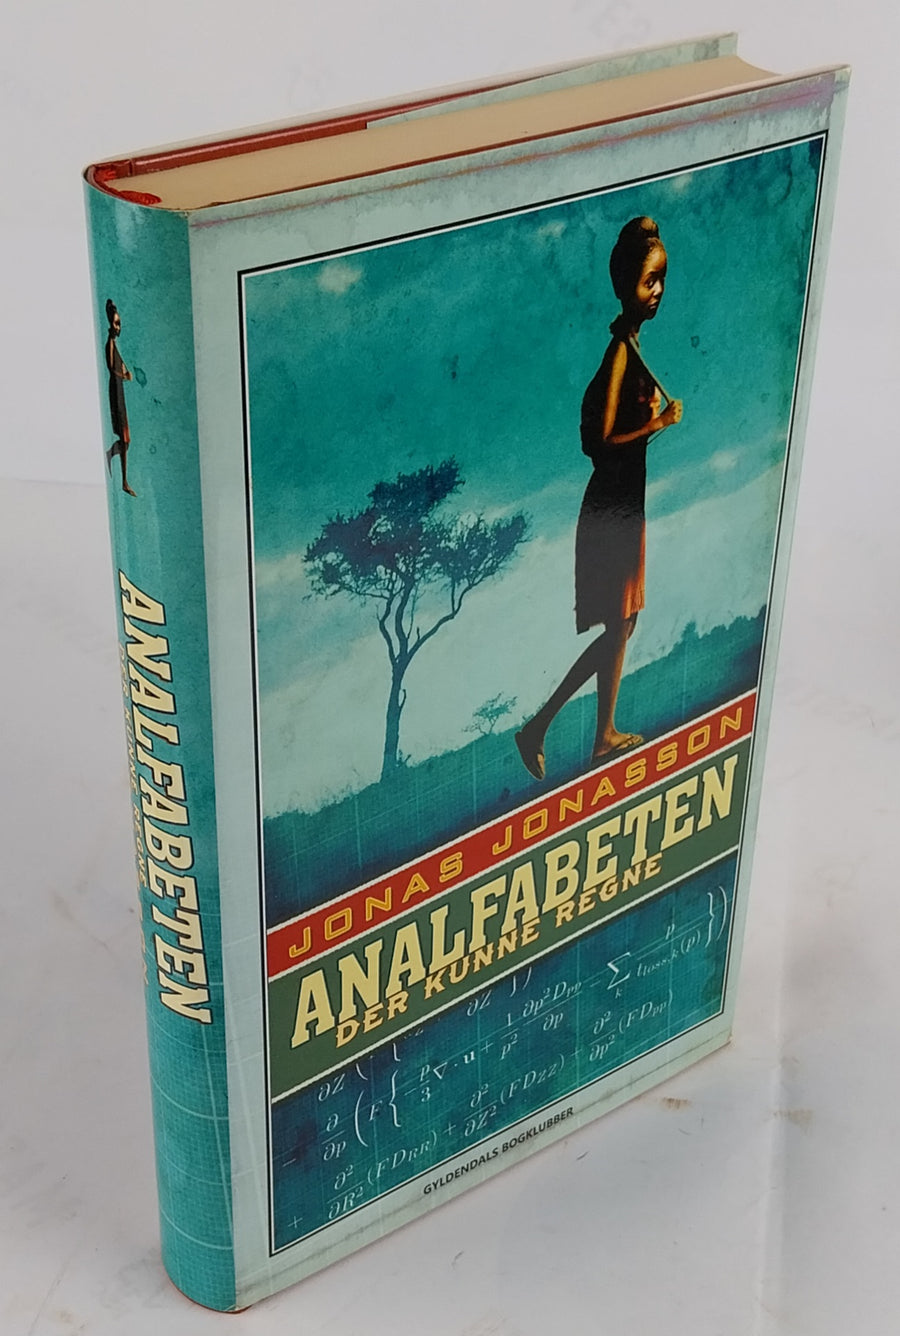 JONAS JONASSON
ANALFABETEN
DER KUNNE REGNE
GYLDENDALS BOGKLUBBER
ANALFABETEN
DER KUNNE REGNE